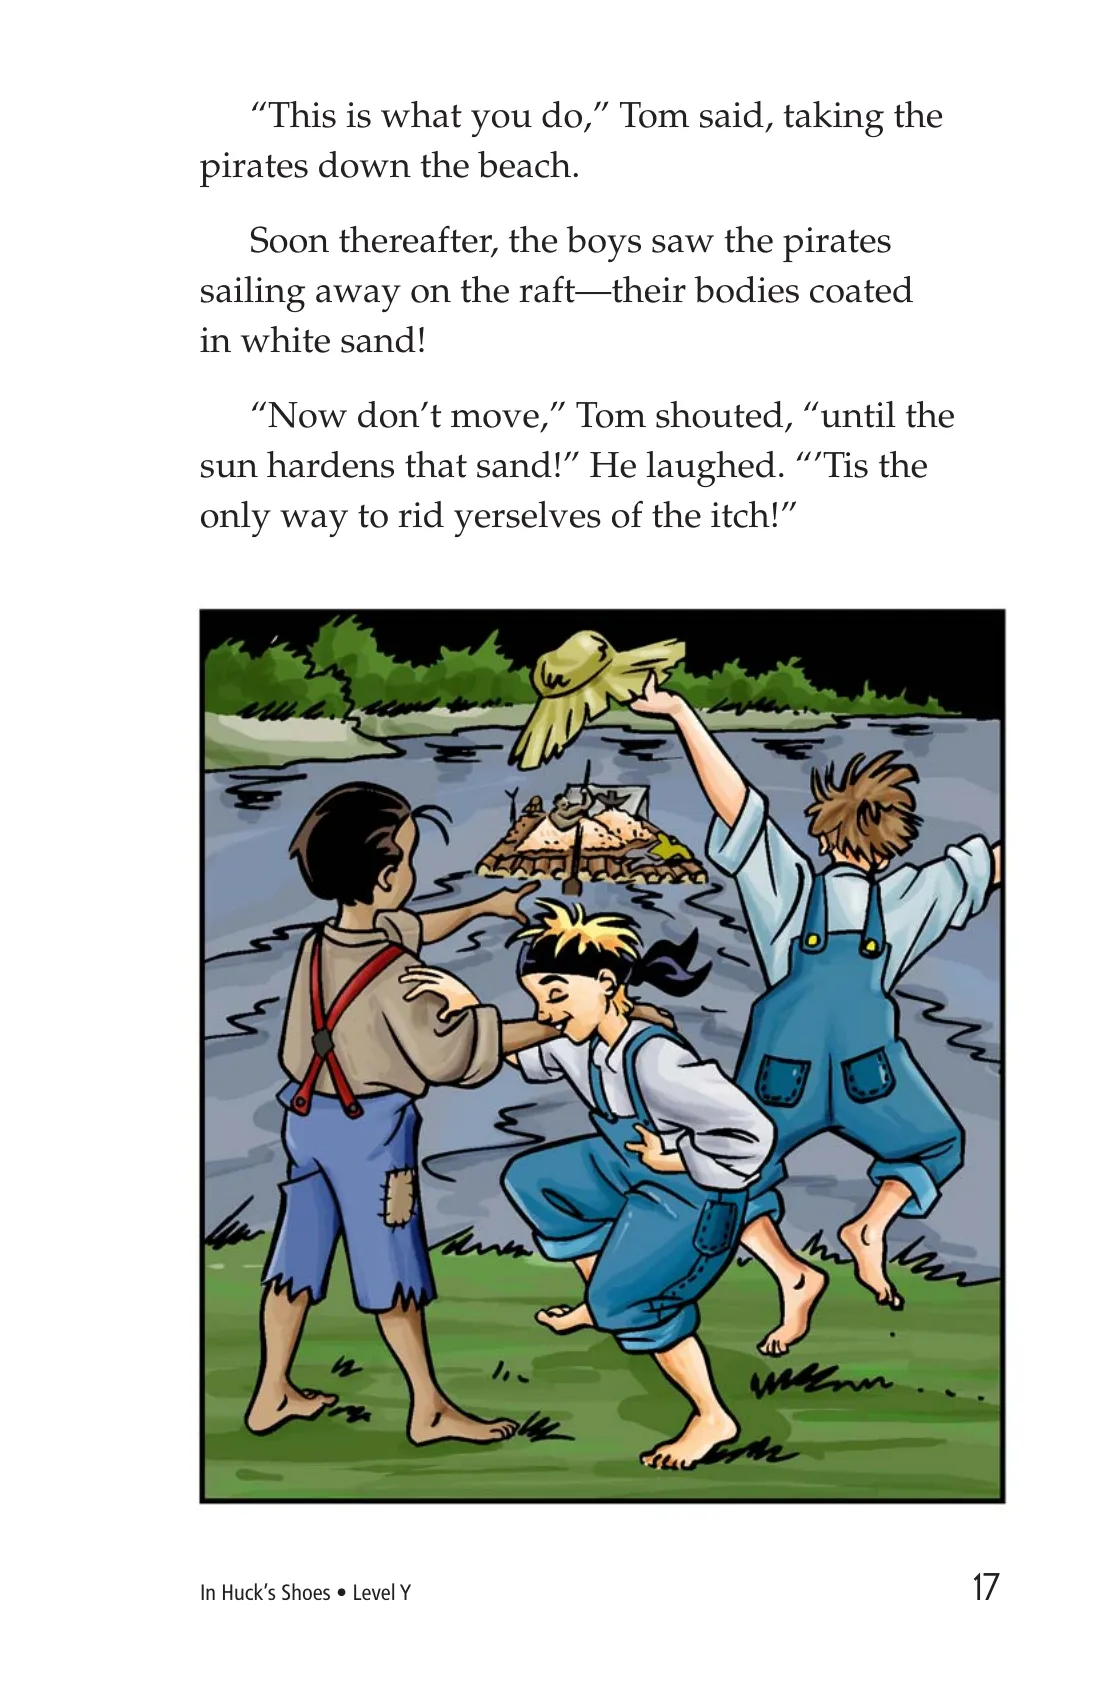 “This is what you do,” Tom said, taking the
pirates down the beach.
Soon thereafter, the boys saw the pirates
sailing away on the raft—their bodies coated
in white sand!
“Now don’t move,” Tom shouted, “until the
sun hardens that sand!” He laughed. “’Tis the
only way to rid yerselves of the itch!”
In Huck’s Shoes • Level Y
17